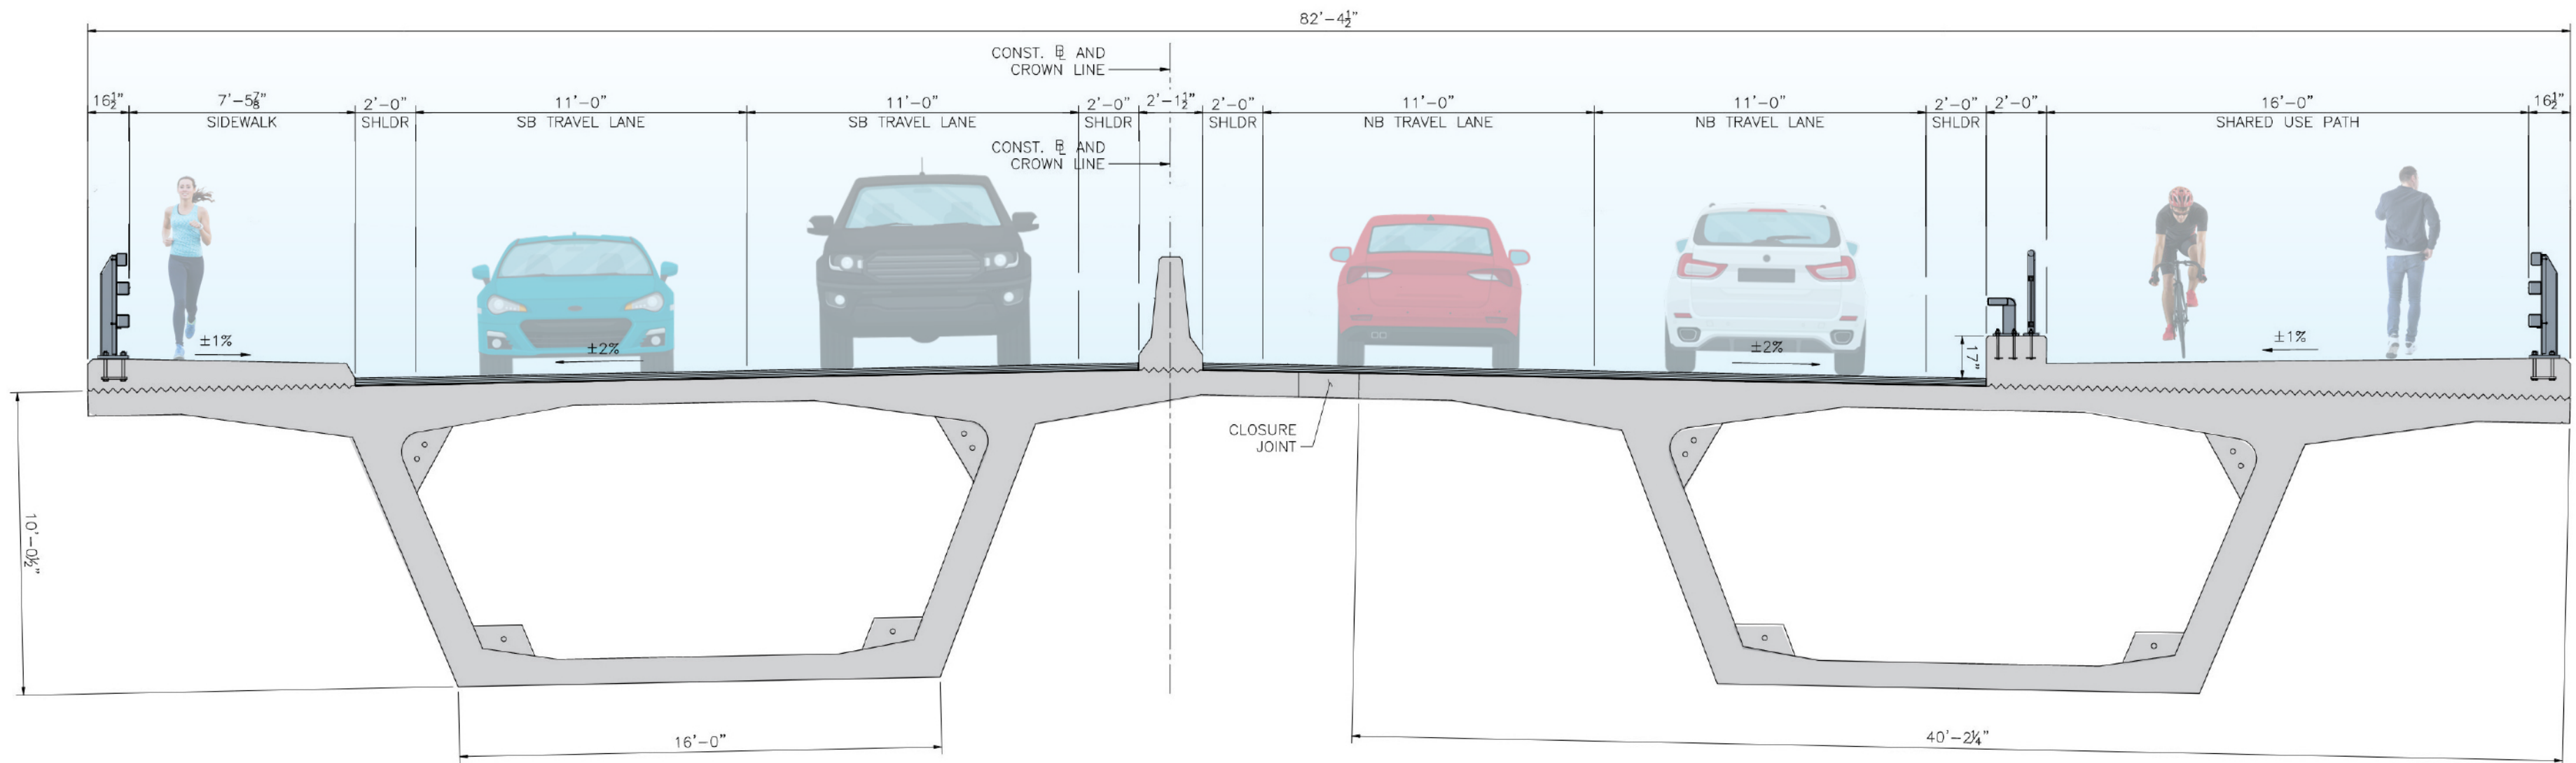 82'-4½"
CONST. ℄ AND
CROWN LINE
16½"
7'-5⅞"
2'-0"
11'-0"
11'-0"
2'-0"
2'-1½"
2'-0"
11'-0"
11'-0"
2'-0"
2'-0"
16'-0"
16½"
SIDEWALK
SHLDR
SB TRAVEL LANE
SB TRAVEL LANE
SHLDR
SHLDR
NB TRAVEL LANE
NB TRAVEL LANE
SHLDR
SHARED USE PATH
CONST. ℄ AND
CROWN LINE
±1%
±2%
±2%
17"
±1%
CLOSURE
JOINT
10'-0½"
16'-0"
40'-2¼"